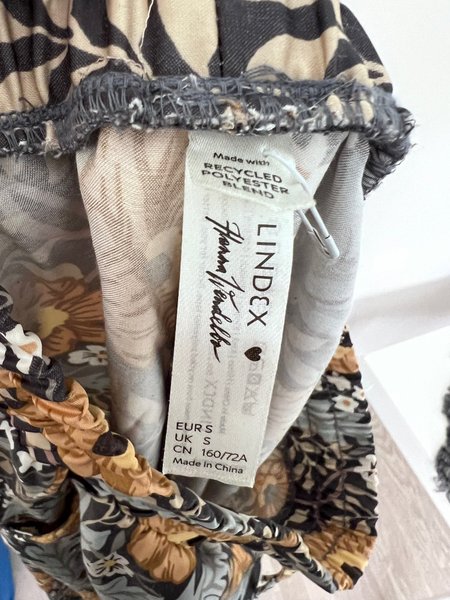 Made with
RECYCLED
POLYESTER
BLEND
LINDEX
Hanna Wendelbo
EUR S
UK S
CN 160/72A
Made in China